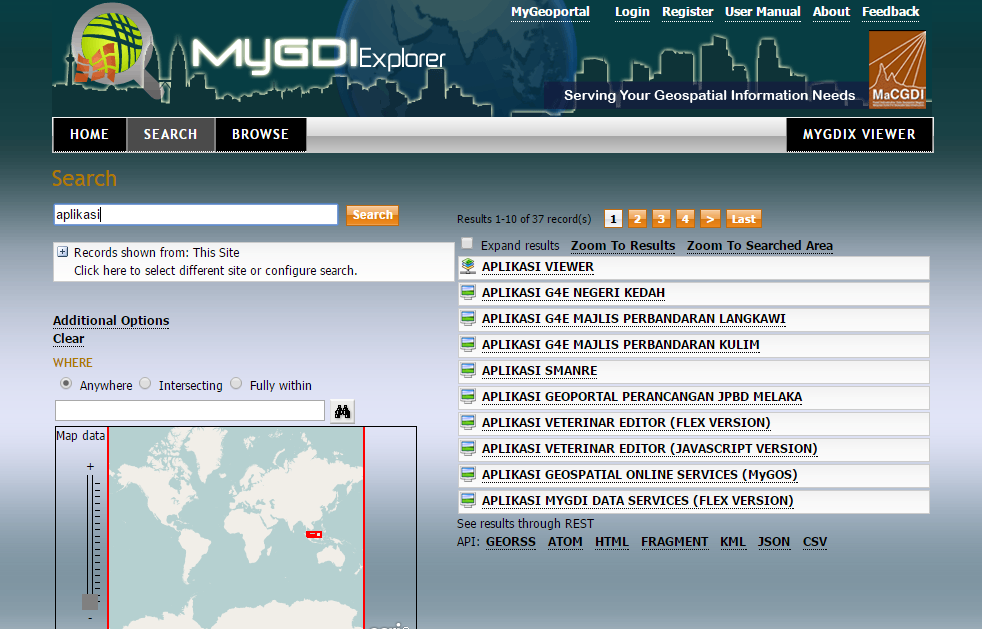 MyGeoportal Login Register User Manual About Feedback
MyGDI Explorer
Serving Your Geospatial Information Needs
MaCGDI
HOME SEARCH BROWSE MYGDIX VIEWER
Search
aplikasi Search
Records shown from: This Site
Click here to select different site or configure search.
Additional Options
Clear
WHERE
Anywhere Intersecting Fully within
Map data
+
-
Results 1-10 of 37 record(s) 1 2 3 4 > Last
Expand results Zoom To Results Zoom To Searched Area
APLIKASI VIEWER
APLIKASI G4E NEGERI KEDAH
APLIKASI G4E MAJLIS PERBANDARAN LANGKAWI
APLIKASI G4E MAJLIS PERBANDARAN KULIM
APLIKASI SMANRE
APLIKASI GEOPORTAL PERANCANGAN JPBD MELAKA
APLIKASI VETERINAR EDITOR (FLEX VERSION)
APLIKASI VETERINAR EDITOR (JAVASCRIPT VERSION)
APLIKASI GEOSPATIAL ONLINE SERVICES (MyGOS)
APLIKASI MYGDI DATA SERVICES (FLEX VERSION)
See results through REST
API: GEORSS ATOM HTML FRAGMENT KML JSON CSV